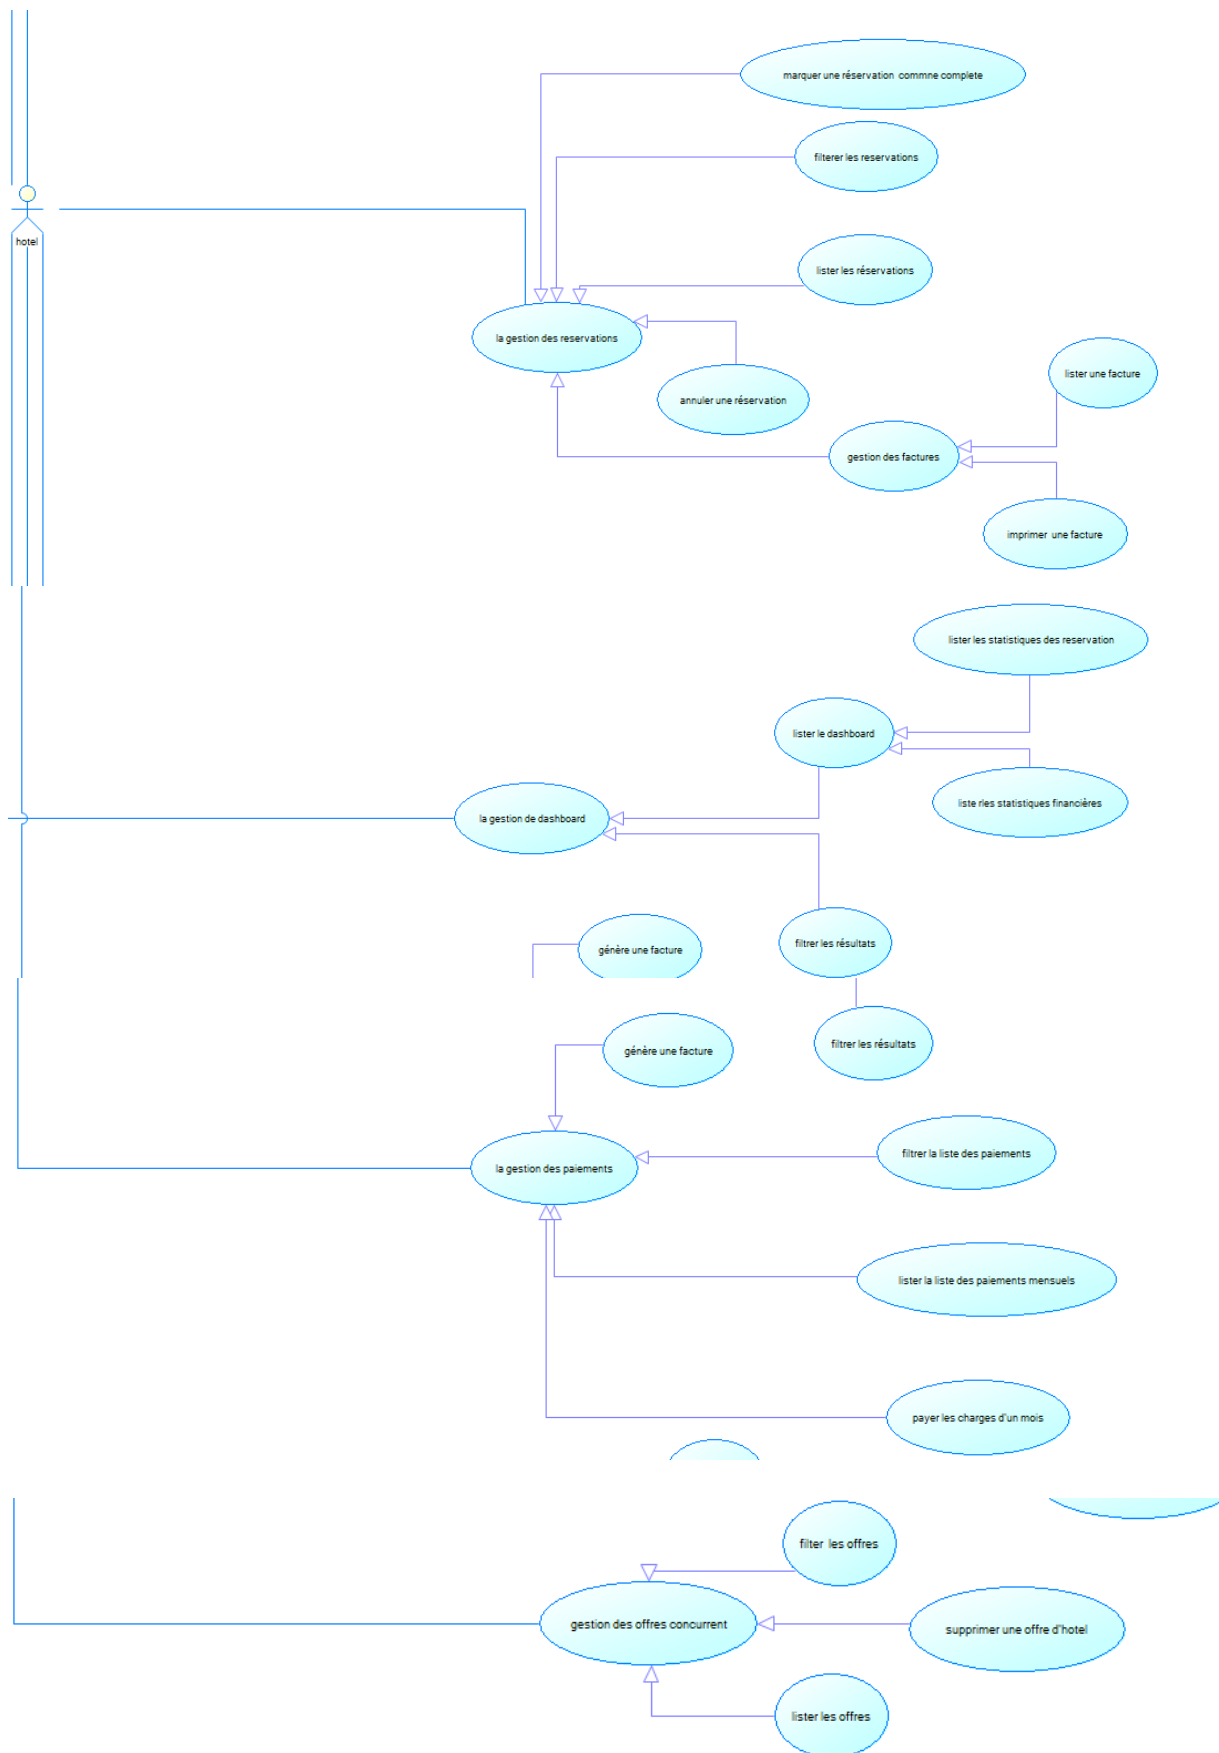 marquer une réservation commne complete
filterer les reservations
hotel
lister les réservations
la gestion des reservations
lister une facture
annuler une réservation
gestion des factures
imprimer une facture
lister les statistiques des reservation
lister le dashboard
liste rles statistiques financières
la gestion de dashboard
filtrer les résultats
génère une facture
filtrer les résultats
génère une facture
filtrer la liste des paiements
la gestion des paiements
lister la liste des paiements mensuels
payer les charges d'un mois
filter les offres
gestion des offres concurrent
supprimer une offre d'hotel
lister les offres